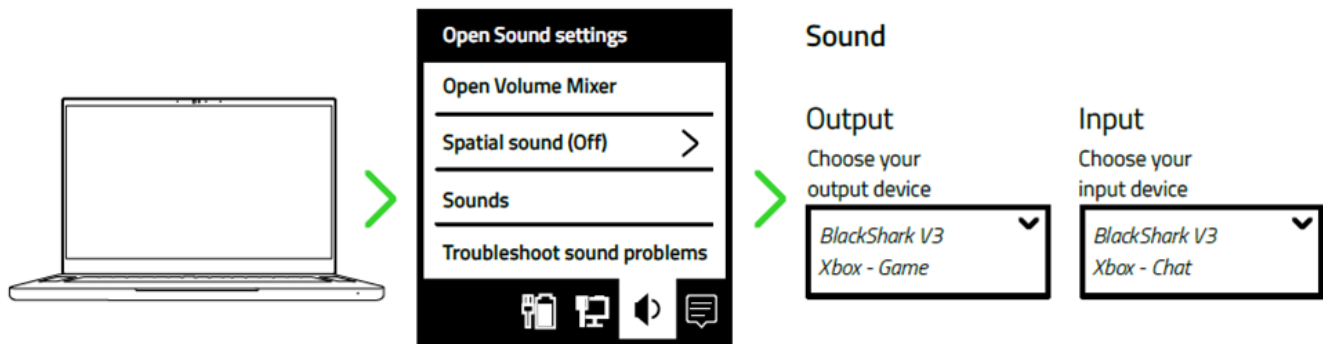 Open Sound settings
Open Volume Mixer
Spatial sound (Off)
Sounds
Troubleshoot sound problems
Sound
Output
Choose your
output device
BlackShark V3
Xbox - Game
Input
Choose your
input device
BlackShark V3
Xbox - Chat